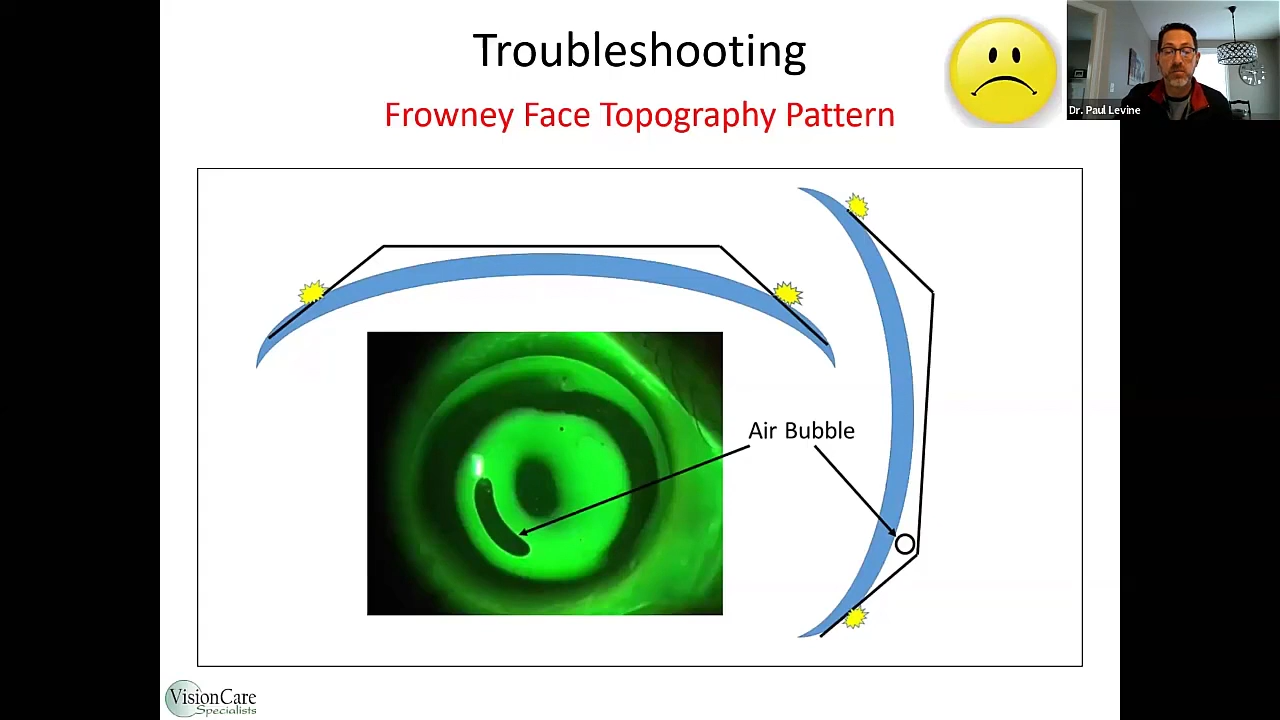 Troubleshooting
Frowney Face Topography Pattern
Dr. Paul Levine
Air Bubble
VisionCare
Specialists